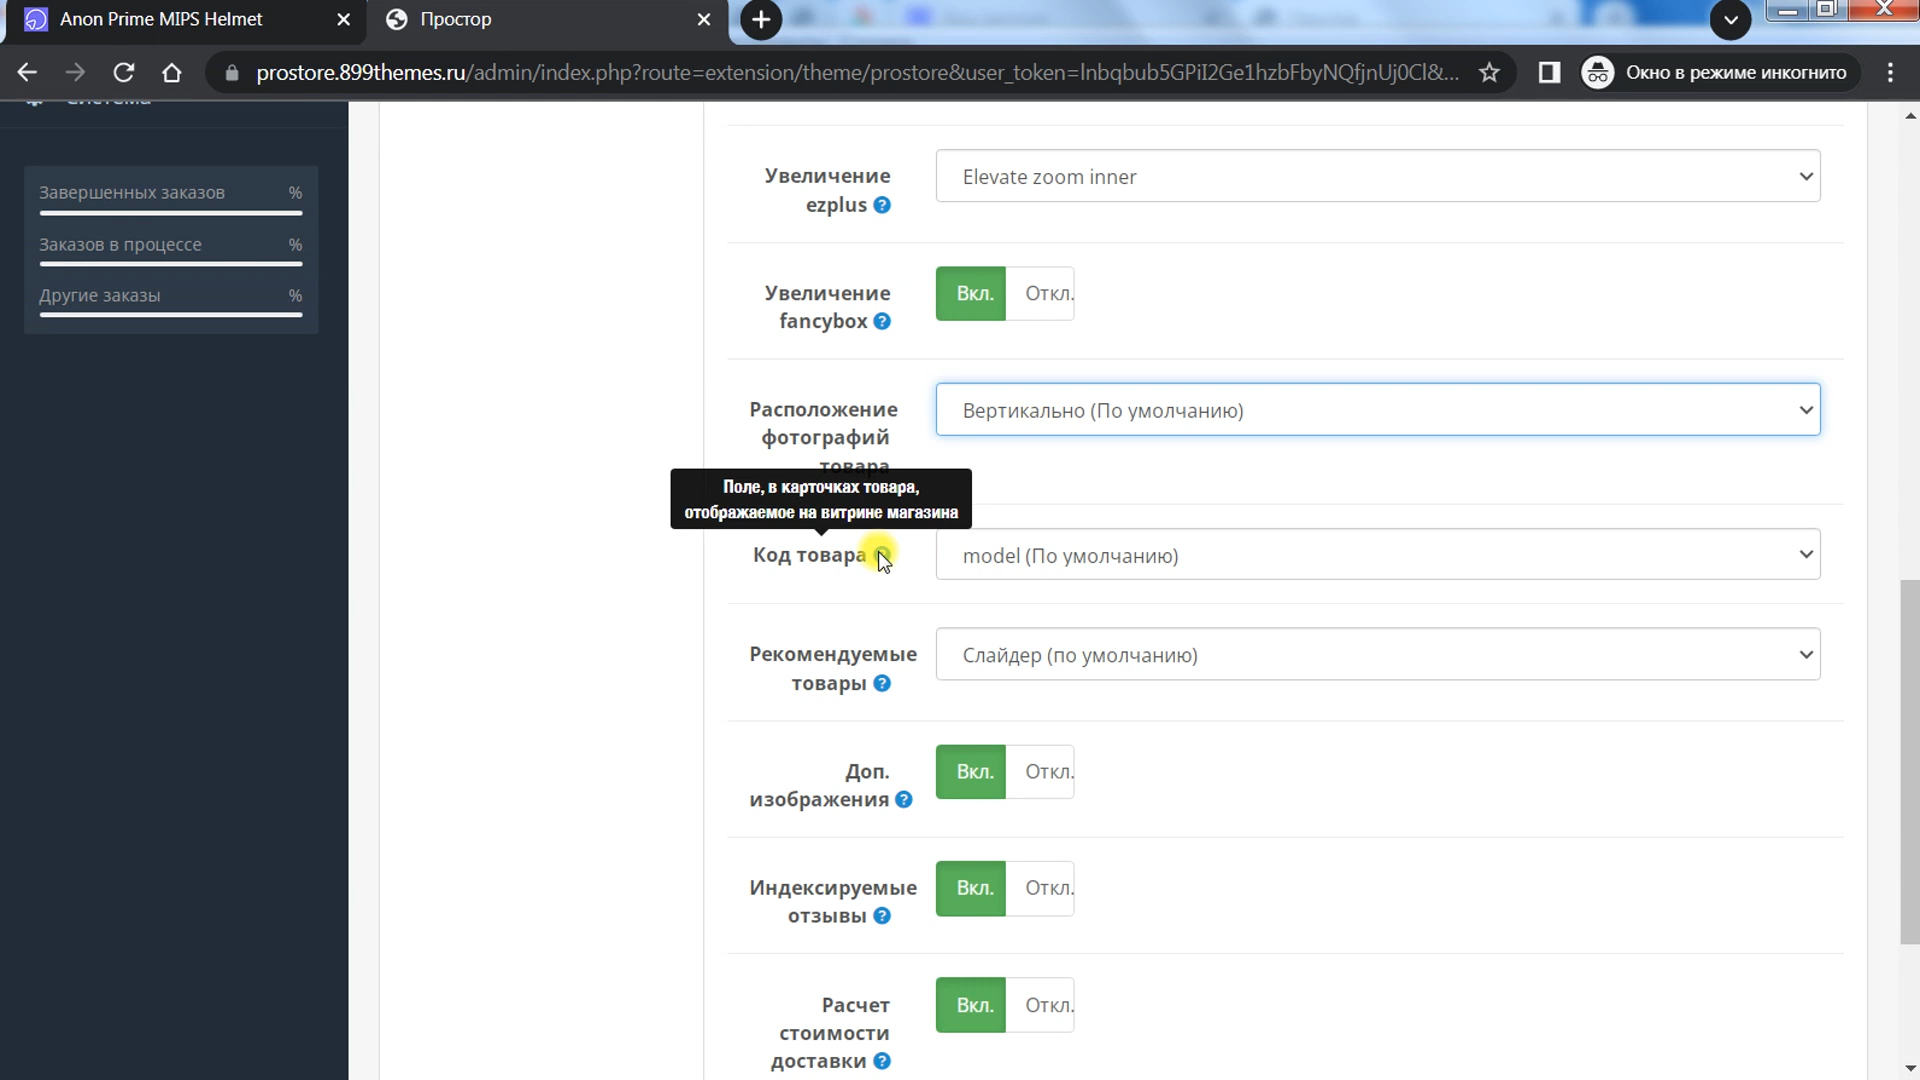 Anon Prime MIPS Helmet
Простор
prostore.899themes.ru/admin/index.php?route=extension/theme/prostore&user_token=lnbqbub5GPiI2Ge1hzbFbyNQfjnUj0Cl&...
Окно в режиме инкогнито
Система
Завершенных заказов %
Заказов в процессе %
Другие заказы %
Увеличение
ezplus
Elevate zoom inner
Увеличение
fancybox
Вкл. Откл.
Расположение
фотографий
товара
Вертикально (По умолчанию)
Поле, в карточках товара,
отображаемое на витрине магазина
Код товара
model (По умолчанию)
Рекомендуемые
товары
Слайдер (по умолчанию)
Доп.
изображения
Вкл. Откл.
Индексируемые
отзывы
Вкл. Откл.
Расчет
стоимости
доставки
Вкл. Откл.